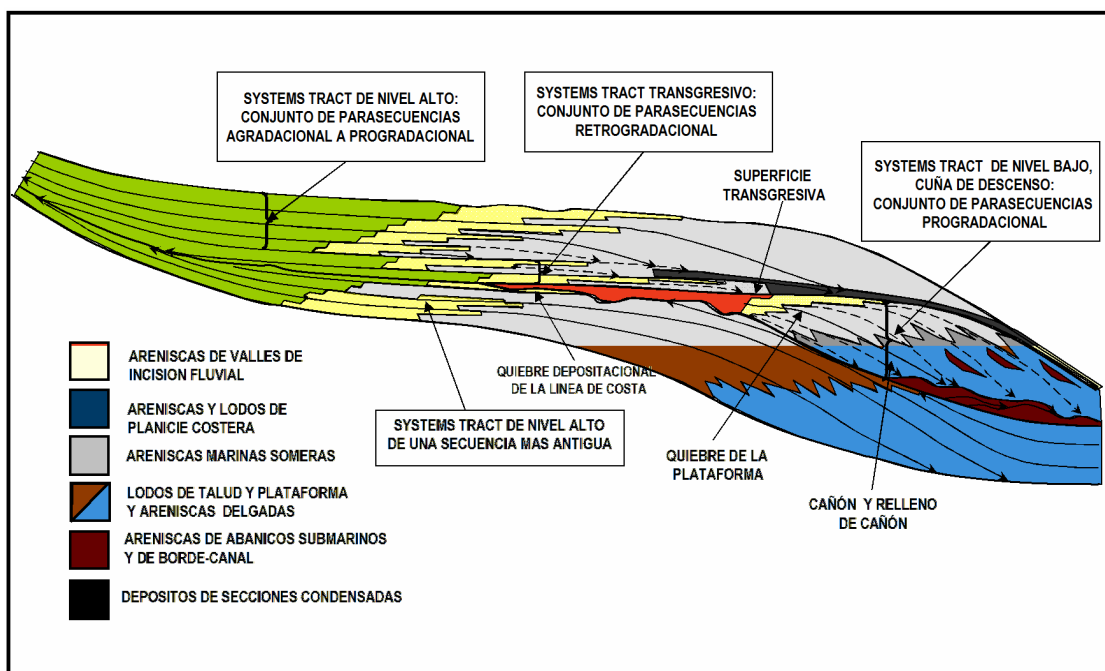 SYSTEMS TRACT DE NIVEL ALTO:
CONJUNTO DE PARASECUENCIAS
AGRADACIONAL A PROGRADACIONAL
SYSTEMS TRACT TRANSGRESIVO:
CONJUNTO DE PARASECUENCIAS
RETROGRADACIONAL
SUPERFICIE
TRANSGRESIVA
SYSTEMS TRACT DE NIVEL BAJO,
CUÑA DE DESCENSO:
CONJUNTO DE PARASECUENCIAS
PROGRADACIONAL
QUIEBRE DEPOSITACIONAL
DE LA LINEA DE COSTA
SYSTEMS TRACT DE NIVEL ALTO
DE UNA SECUENCIA MAS ANTIGUA
QUIEBRE DE LA
PLATAFORMA
CAÑÓN Y RELLENO
DE CAÑÓN
ARENISCAS DE VALLES DE
INCISION FLUVIAL
ARENISCAS Y LODOS DE
PLANICIE COSTERA
ARENISCAS MARINAS SOMERAS
LODOS DE TALUD Y PLATAFORMA
Y ARENISCAS DELGADAS
ARENISCAS DE ABANICOS SUBMARINOS
Y DE BORDE-CANAL
DEPOSITOS DE SECCIONES CONDENSADAS